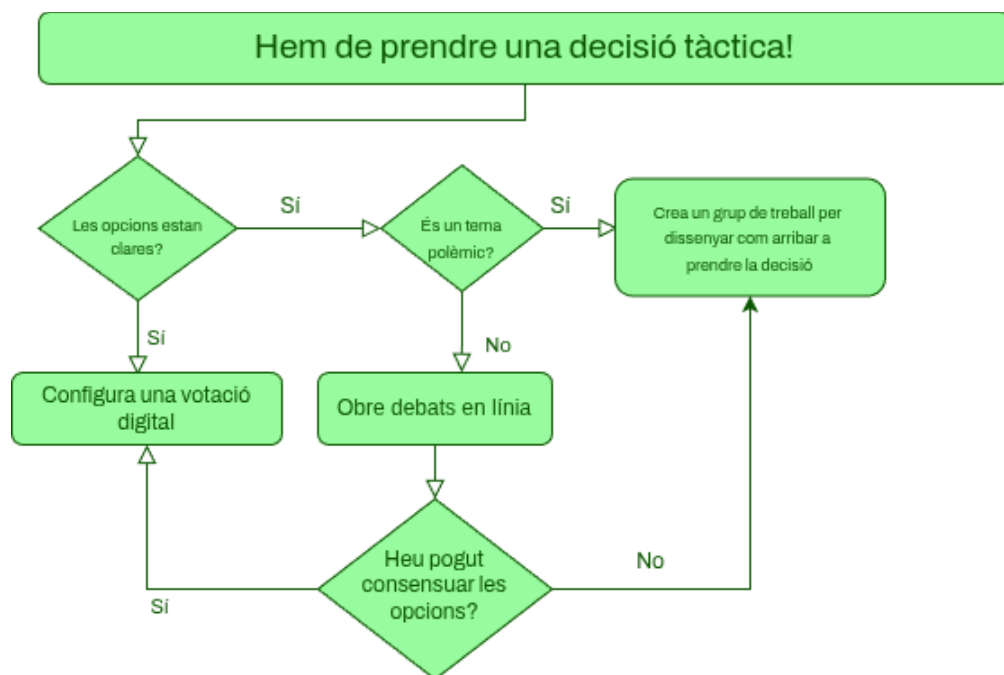 Hem de prendre una decisió tàctica!
Les opcions estan
clares?
Sí
És un tema
polèmic?
Sí
Crea un grup de treball per
dissenyar com arribar a
prendre la decisió
Sí
No
Configura una votació
digital
Obre debats en línia
Heu pogut
consensuar les
opcions?
No
Sí